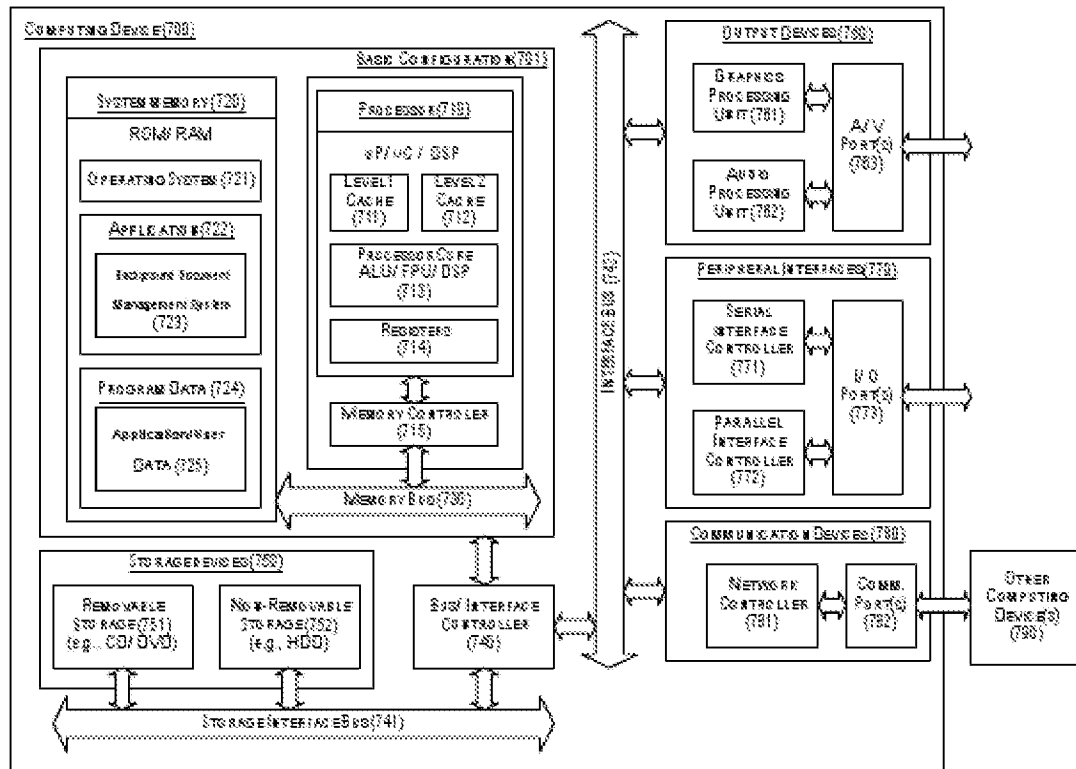 COMPUTING DEVICE (700)
BASIC CONFIGURATION (701)
SYSTEM MEMORY (720)
ROM/ RAM
OPERATING SYSTEM (721)
APPLICATION (722)
Document
Management System
(723)
PROGRAM DATA (724)
Application/User
DATA (725)
PROCESSOR (710)
uP/ uC / DSP
LEVEL 1
CACHE
(711)
LEVEL 2
CACHE
(712)
PROCESSOR CORE
ALU/ FPU/ DSP
(713)
REGISTERS
(714)
MEMORY CONTROLER
(715)
MEMORY BUS (730)
STORAGE DEVICES (750)
REMOVABLE
STORAGE (751)
(e.g., CD/ DVD)
NON-REMOVABLE
STORAGE (752)
(e.g., HDD)
BUS/ INTERFACE
CONTROLLER
(740)
STORAGE INTERFACE BUS (741)
INTERFACE BUS (742)
OUTPUT DEVICES (760)
GRAPHICS
PROCESSING
UNIT (761)
AUDIO
PROCESSING
UNIT (762)
A/ V
PORT(S)
(763)
PERIPHERAL INTERFACES (770)
SERIAL
INTERFACE
CONTROLLER
(771)
PARALLEL
INTERFACE
CONTROLLER
(772)
I/ O
PORT(S)
(773)
COMMUNICATION DEVICES (780)
NETWORK
CONTROLLER
(781)
COMM.
PORT(S)
(782)
OTHER
COMPUTING
DEVICE(S)
(790)